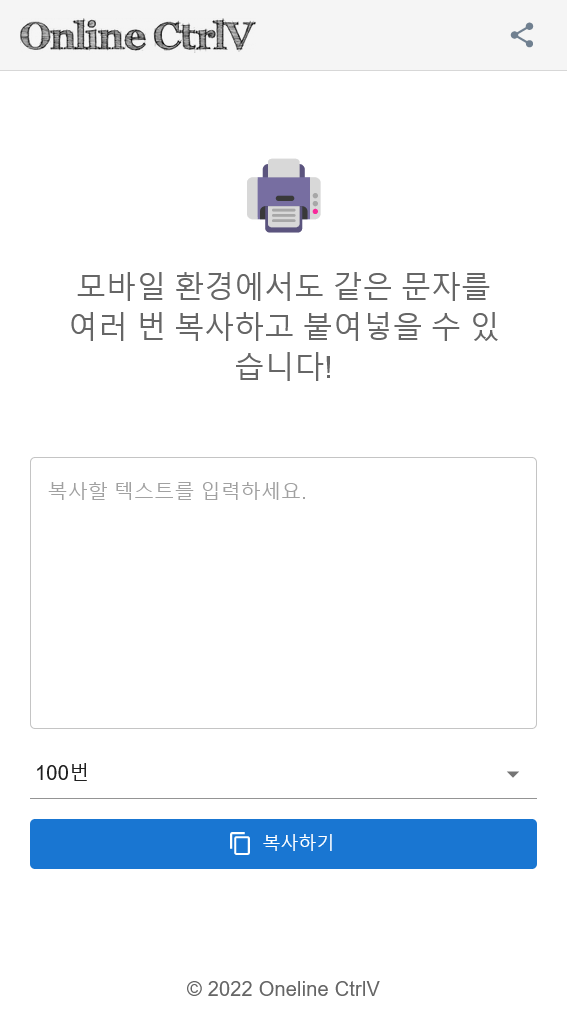 Online CtrlV
모바일 환경에서도 같은 문자를
여러 번 복사하고 붙여넣을 수 있
습니다!
복사할 텍스트를 입력하세요.
100번
복사하기
© 2022 Oneline CtrlV